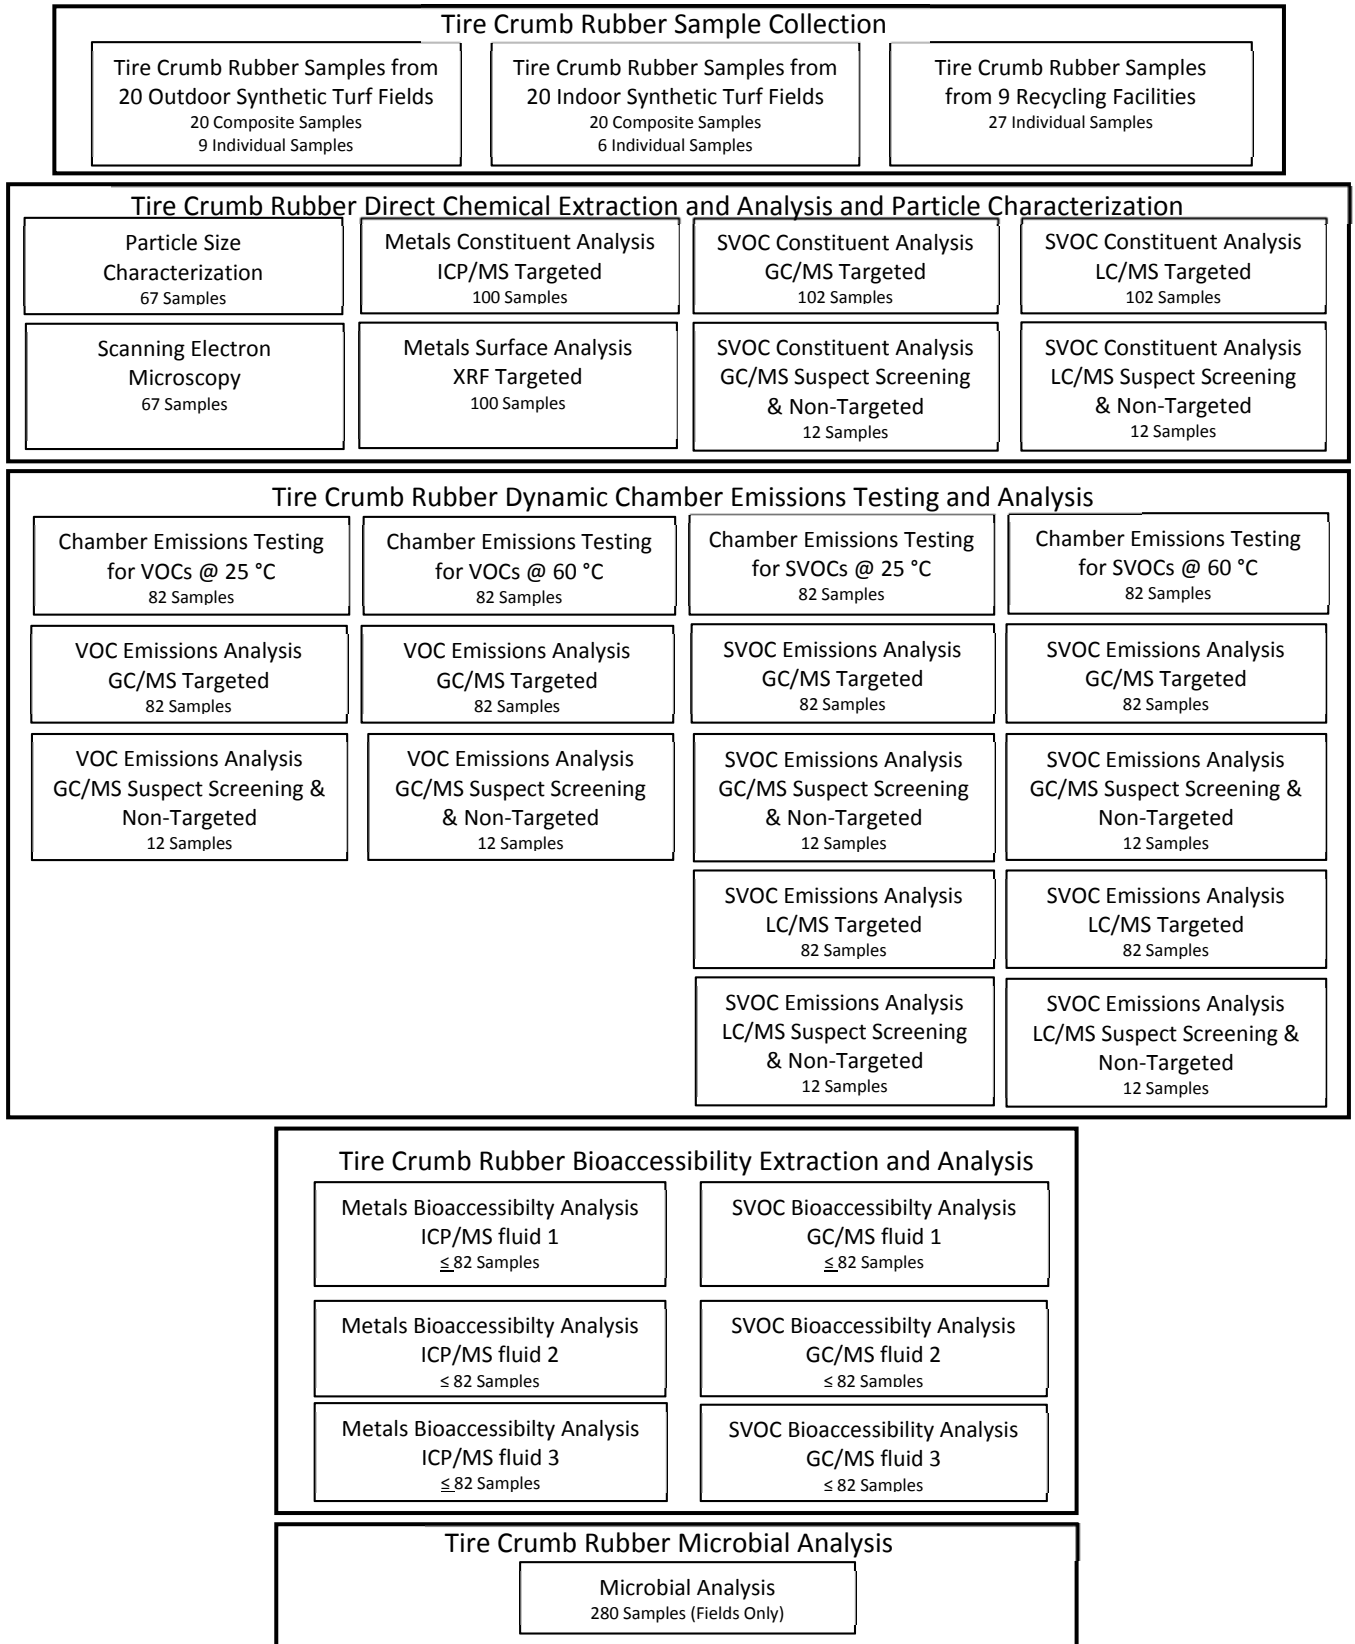 Tire Crumb Rubber Sample Collection
Tire Crumb Rubber Samples from
20 Outdoor Synthetic Turf Fields
20 Composite Samples
9 Individual Samples
Tire Crumb Rubber Samples from
20 Indoor Synthetic Turf Fields
20 Composite Samples
6 Individual Samples
Tire Crumb Rubber Samples
from 9 Recycling Facilities
27 Individual Samples
Tire Crumb Rubber Direct Chemical Extraction and Analysis and Particle Characterization
Particle Size
Characterization
67 Samples
Metals Constituent Analysis
ICP/MS Targeted
100 Samples
SVOC Constituent Analysis
GC/MS Targeted
102 Samples
SVOC Constituent Analysis
LC/MS Targeted
102 Samples
Scanning Electron
Microscopy
67 Samples
Metals Surface Analysis
XRF Targeted
100 Samples
SVOC Constituent Analysis
GC/MS Suspect Screening
& Non-Targeted
12 Samples
SVOC Constituent Analysis
LC/MS Suspect Screening
& Non-Targeted
12 Samples
Tire Crumb Rubber Dynamic Chamber Emissions Testing and Analysis
Chamber Emissions Testing
for VOCs @ 25 °C
82 Samples
Chamber Emissions Testing
for VOCs @ 60 °C
82 Samples
Chamber Emissions Testing
for SVOCs @ 25 °C
82 Samples
Chamber Emissions Testing
for SVOCs @ 60 °C
82 Samples
VOC Emissions Analysis
GC/MS Targeted
82 Samples
VOC Emissions Analysis
GC/MS Targeted
82 Samples
SVOC Emissions Analysis
GC/MS Targeted
82 Samples
SVOC Emissions Analysis
GC/MS Targeted
82 Samples
VOC Emissions Analysis
GC/MS Suspect Screening &
Non-Targeted
12 Samples
VOC Emissions Analysis
GC/MS Suspect Screening
& Non-Targeted
12 Samples
SVOC Emissions Analysis
GC/MS Suspect Screening
& Non-Targeted
12 Samples
SVOC Emissions Analysis
GC/MS Suspect Screening &
Non-Targeted
12 Samples
SVOC Emissions Analysis
LC/MS Targeted
82 Samples
SVOC Emissions Analysis
LC/MS Targeted
82 Samples
SVOC Emissions Analysis
LC/MS Suspect Screening
& Non-Targeted
12 Samples
SVOC Emissions Analysis
LC/MS Suspect Screening &
Non-Targeted
12 Samples
Tire Crumb Rubber Bioaccessibility Extraction and Analysis
Metals Bioaccessibilty Analysis
ICP/MS fluid 1
≤ 82 Samples
SVOC Bioaccessibilty Analysis
GC/MS fluid 1
≤ 82 Samples
Metals Bioaccessibilty Analysis
ICP/MS fluid 2
≤ 82 Samples
SVOC Bioaccessibilty Analysis
GC/MS fluid 2
≤ 82 Samples
Metals Bioaccessibilty Analysis
ICP/MS fluid 3
≤ 82 Samples
SVOC Bioaccessibility Analysis
GC/MS fluid 3
≤ 82 Samples
Tire Crumb Rubber Microbial Analysis
Microbial Analysis
280 Samples (Fields Only)